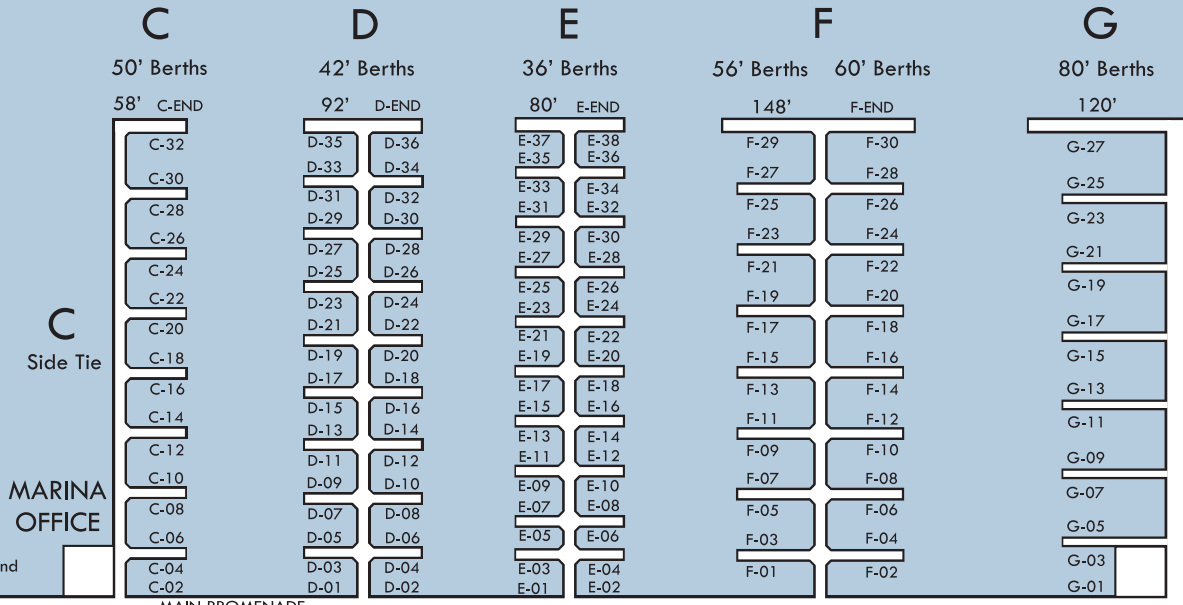 C D E F G
50’ Berths 42’ Berths 36’ Berths 56’ Berths 60’ Berths 80’ Berths
58’ C-END 92’ D-END 80’ E-END 148’ F-END 120’
C-32
C-30
C-28
C-26
C-24
C-22
C-20
C-18
C-16
C-14
C-12
C-10
C-08
C-06
C-04
C-02
C
Side Tie
MARINA
OFFICE
nd
MAIN PROMENADE
D-35 D-36
D-33 D-34
D-31 D-32
D-29 D-30
D-27 D-28
D-25 D-26
D-23 D-24
D-21 D-22
D-19 D-20
D-17 D-18
D-15 D-16
D-13 D-14
D-11 D-12
D-09 D-10
D-07 D-08
D-05 D-06
D-03 D-04
D-01 D-02
E-37 E-38
E-35 E-36
E-33 E-34
E-31 E-32
E-29 E-30
E-27 E-28
E-25 E-26
E-23 E-24
E-21 E-22
E-19 E-20
E-17 E-18
E-15 E-16
E-13 E-14
E-11 E-12
E-09 E-10
E-07 E-08
E-05 E-06
E-03 E-04
E-01 E-02
F-29 F-30
F-27 F-28
F-25 F-26
F-23 F-24
F-21 F-22
F-19 F-20
F-17 F-18
F-15 F-16
F-13 F-14
F-11 F-12
F-09 F-10
F-07 F-08
F-05 F-06
F-03 F-04
F-01 F-02
G-27
G-25
G-23
G-21
G-19
G-17
G-15
G-13
G-11
G-09
G-07
G-05
G-03
G-01